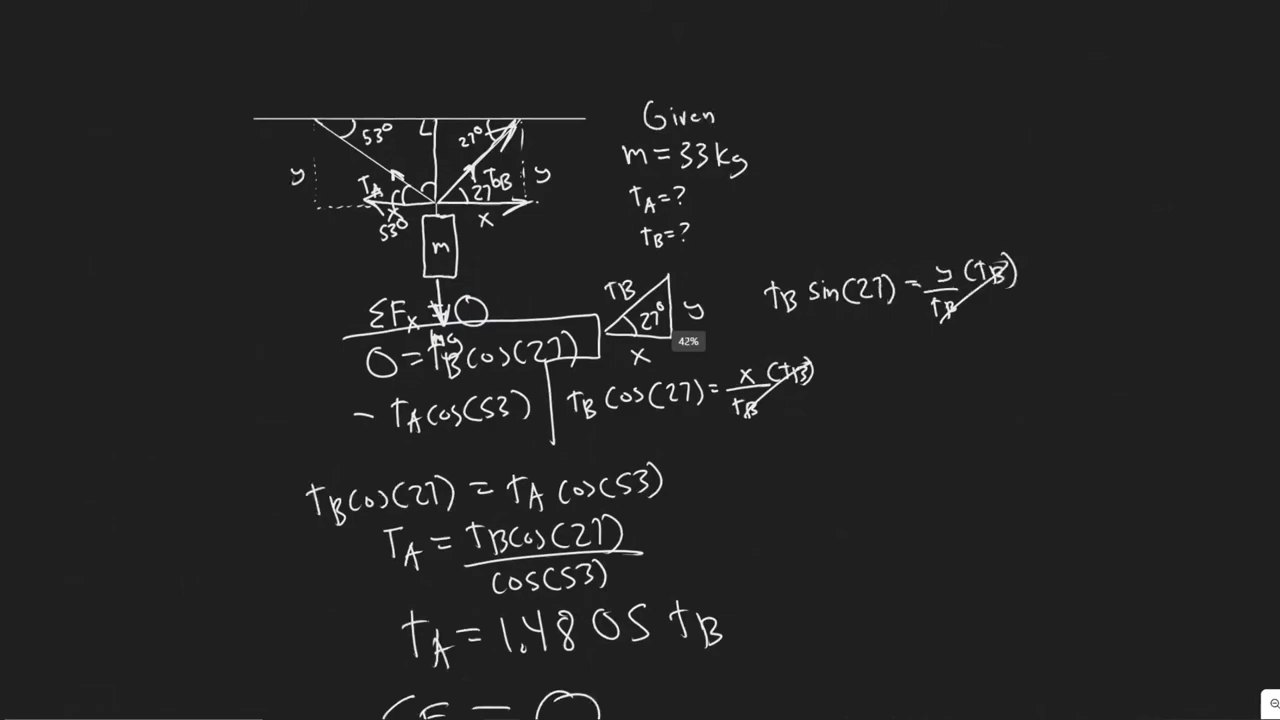 53°
27°
Given
m = 33 kg
y
TA
TB
y
27
x
x
53°
m
tA = ?
tB = ?
ΣFx = 0
mg
TB
27°
y
x
42%
tB sin(27) = y/tB (tB)
0 = tB cos(27)
- TA cos(53)
tB cos(27) = x/tB (tB)
tB cos(27) = TA cos(53)
TA = tB cos(27)
cos(53)
tA = 1.4805 tB